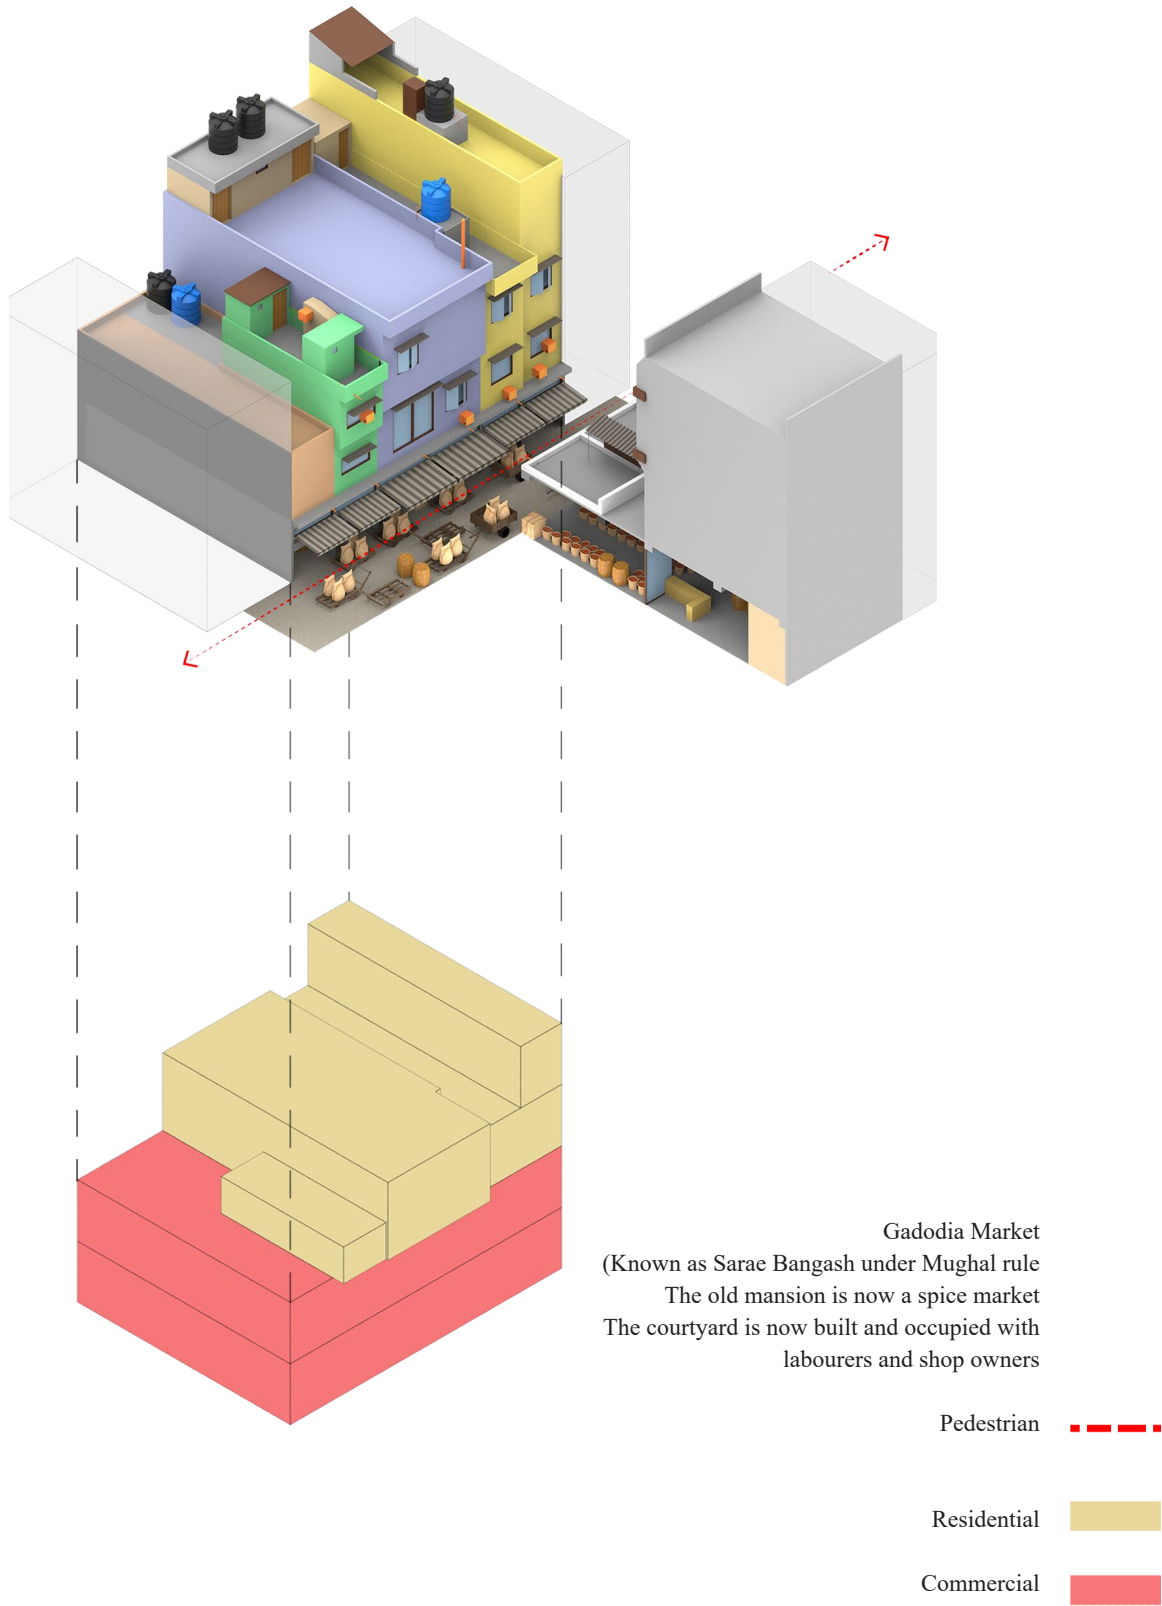 Gadodia Market
(Known as Sarae Bangash under Mughal rule
The old mansion is now a spice market
The courtyard is now built and occupied with
labourers and shop owners
Pedestrian
Residential
Commercial